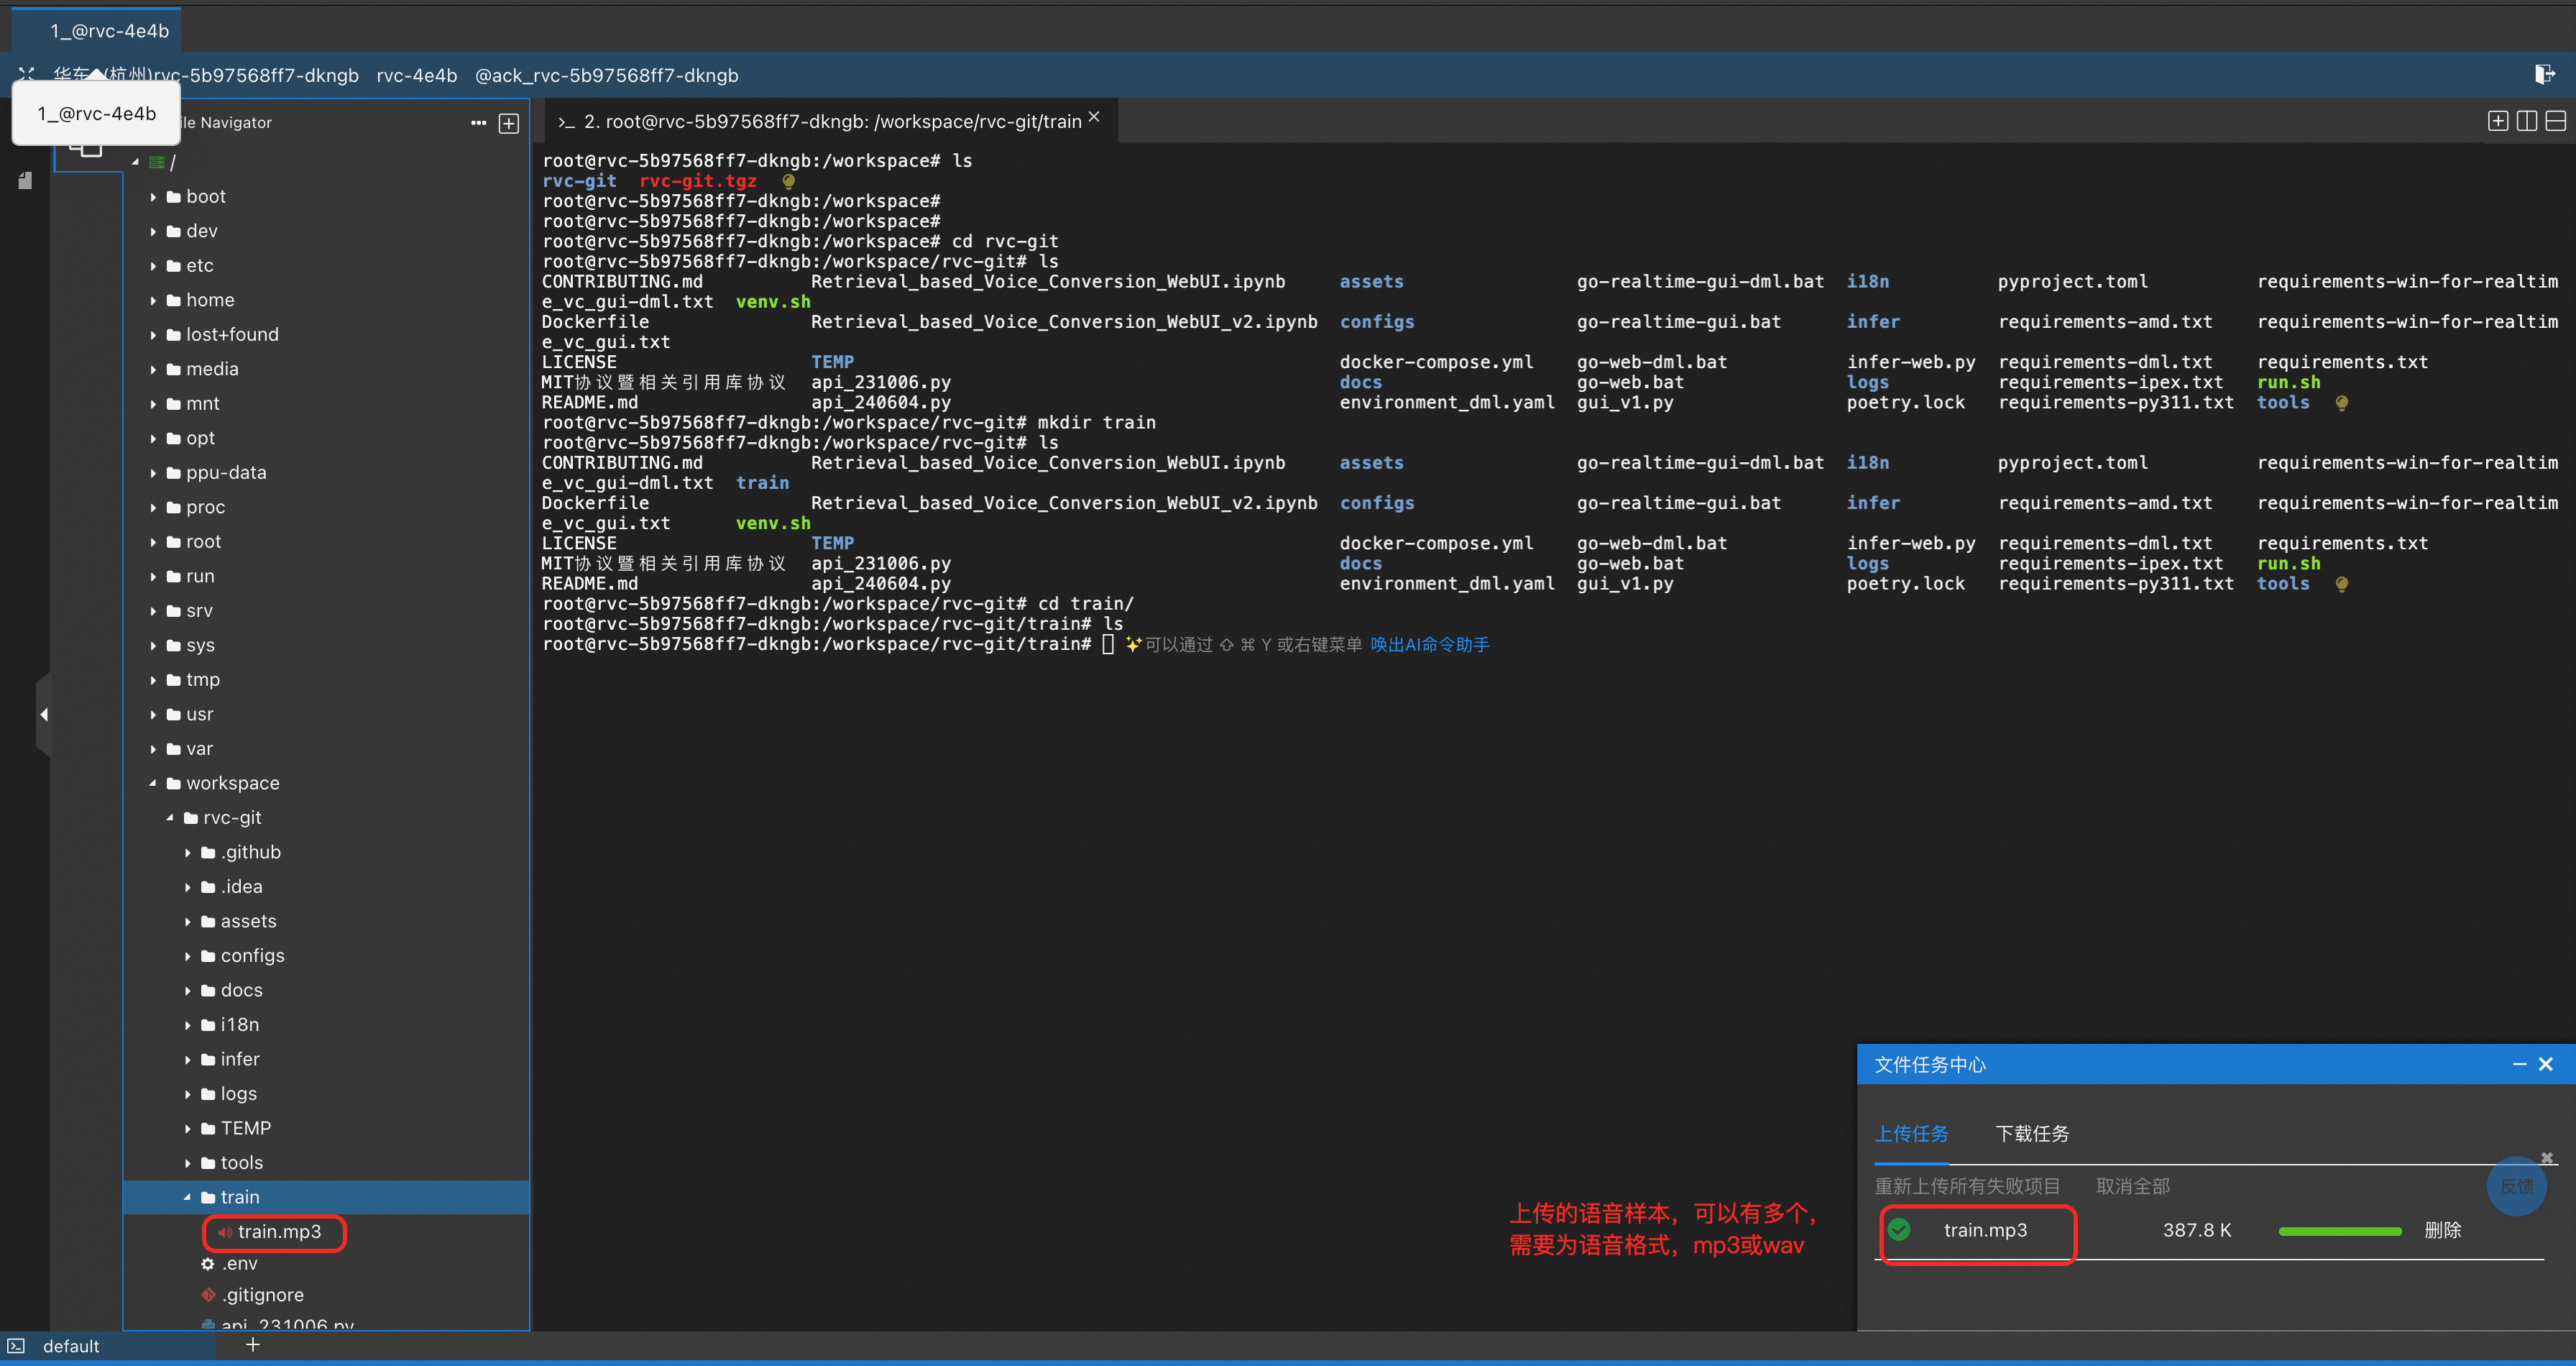 1_@rvc-4e4b
(杭州)rvc-5b97568ff7-dkngb rvc-4e4b @ack_rvc-5b97568ff7-dkngb
1_@rvc-4e4b
Navigator
/
boot
dev
etc
home
lost+found
media
mnt
opt
ppu-data
proc
root
run
srv
sys
tmp
usr
var
workspace
rvc-git
.github
.idea
assets
configs
docs
i18n
infer
logs
TEMP
tools
train
train.mp3
.env
.gitignore
api_231006.py
2. root@rvc-5b97568ff7-dkngb: /workspace/rvc-git/train
root@rvc-5b97568ff7-dkngb:/workspace# ls
rvc-git rvc-git.tgz
root@rvc-5b97568ff7-dkngb:/workspace#
root@rvc-5b97568ff7-dkngb:/workspace#
root@rvc-5b97568ff7-dkngb:/workspace# cd rvc-git
root@rvc-5b97568ff7-dkngb:/workspace/rvc-git# ls
CONTRIBUTING.md Retrieval_based_Voice_Conversion_WebUI.ipynb assets go-realtime-gui-dml.bat i18n pyproject.toml requirements-win-for-realtim
e_vc_gui-dml.txt venv.sh
Dockerfile Retrieval_based_Voice_Conversion_WebUI_v2.ipynb configs go-realtime-gui.bat infer requirements-amd.txt requirements-win-for-realtim
e_vc_gui.txt
LICENSE TEMP docker-compose.yml go-web-dml.bat infer-web.py requirements-dml.txt requirements.txt
MIT协议暨相关引用库协议 api_231006.py docs go-web.bat logs requirements-ipex.txt run.sh
README.md api_240604.py environment_dml.yaml gui_v1.py poetry.lock requirements-py311.txt tools
root@rvc-5b97568ff7-dkngb:/workspace/rvc-git# mkdir train
root@rvc-5b97568ff7-dkngb:/workspace/rvc-git# ls
CONTRIBUTING.md Retrieval_based_Voice_Conversion_WebUI.ipynb assets go-realtime-gui-dml.bat i18n pyproject.toml requirements-win-for-realtim
e_vc_gui-dml.txt train
Dockerfile Retrieval_based_Voice_Conversion_WebUI_v2.ipynb configs go-realtime-gui.bat infer requirements-amd.txt requirements-win-for-realtim
e_vc_gui.txt venv.sh
LICENSE TEMP docker-compose.yml go-web-dml.bat infer-web.py requirements-dml.txt requirements.txt
MIT协议暨相关引用库协议 api_231006.py docs go-web.bat logs requirements-ipex.txt run.sh
README.md api_240604.py environment_dml.yaml gui_v1.py poetry.lock requirements-py311.txt tools
root@rvc-5b97568ff7-dkngb:/workspace/rvc-git# cd train/
root@rvc-5b97568ff7-dkngb:/workspace/rvc-git/train# ls
root@rvc-5b97568ff7-dkngb:/workspace/rvc-git/train# ✨可以通过 ⇧ ⌘ Y 或右键菜单 唤出AI命令助手
上传的语音样本，可以有多个，
需要为语音格式，mp3或wav
文件任务中心
上传任务 下载任务
重新上传所有失败项目 取消全部
反馈
train.mp3 387.8 K 删除
default